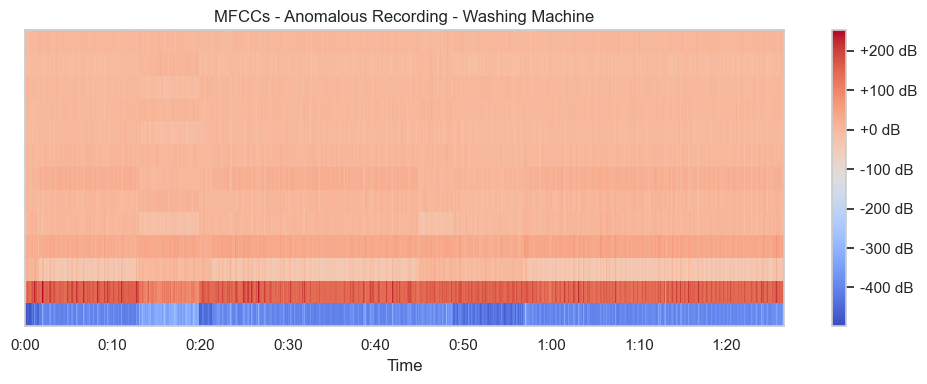 MFCCs - Anomalous Recording - Washing Machine
+200 dB
+100 dB
+0 dB
-100 dB
-200 dB
-300 dB
-400 dB
0:00 0:10 0:20 0:30 0:40 0:50 1:00 1:10 1:20
Time